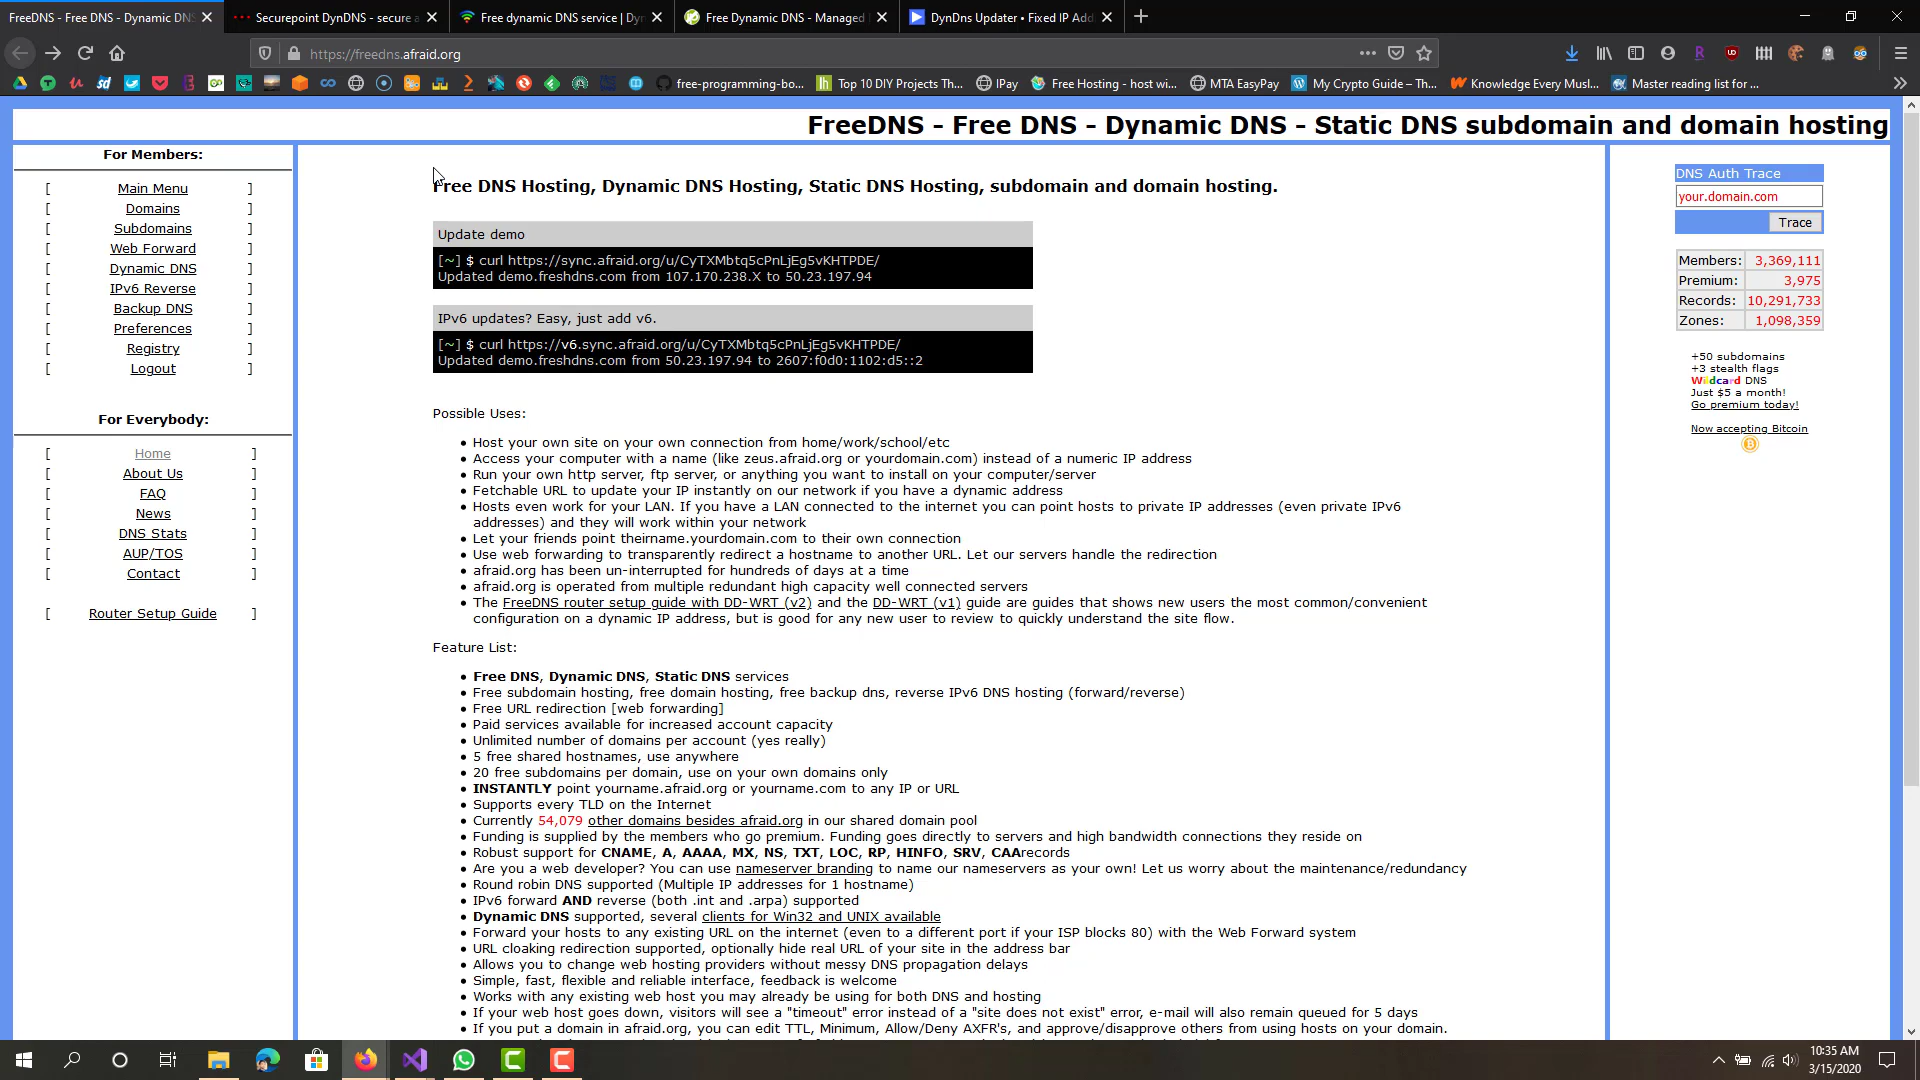 FreeDNS - Free DNS - Dynamic DNS
Securepoint DynDNS - secure a
Free dynamic DNS service | Dyn
Free Dynamic DNS - Managed
DynDns Updater • Fixed IP Add
https://freedns.afraid.org
free-programming-bo...
Top 10 DIY Projects Th...
IPay
Free Hosting - host wi...
MTA EasyPay
My Crypto Guide – Th...
Knowledge Every Musl...
Master reading list for ...
FreeDNS - Free DNS - Dynamic DNS - Static DNS subdomain and domain hosting
For Members:
[ Main Menu ]
[ Domains ]
[ Subdomains ]
[ Web Forward ]
[ Dynamic DNS ]
[ IPv6 Reverse ]
[ Backup DNS ]
[ Preferences ]
[ Registry ]
[ Logout ]
For Everybody:
[ Home ]
[ About Us ]
[ FAQ ]
[ News ]
[ DNS Stats ]
[ AUP/TOS ]
[ Contact ]
[ Router Setup Guide ]
Free DNS Hosting, Dynamic DNS Hosting, Static DNS Hosting, subdomain and domain hosting.
Update demo
[~] $ curl https://sync.afraid.org/u/CyTXMbtq5cPnLjEg5vKHTPDE/
Updated demo.freshdns.com from 107.170.238.X to 50.23.197.94
IPv6 updates? Easy, just add v6.
[~] $ curl https://v6.sync.afraid.org/u/CyTXMbtq5cPnLjEg5vKHTPDE/
Updated demo.freshdns.com from 50.23.197.94 to 2607:f0d0:1102:d5::2
Possible Uses:
• Host your own site on your own connection from home/work/school/etc
• Access your computer with a name (like zeus.afraid.org or yourdomain.com) instead of a numeric IP address
• Run your own http server, ftp server, or anything you want to install on your computer/server
• Fetchable URL to update your IP instantly on our network if you have a dynamic address
• Hosts even work for your LAN. If you have a LAN connected to the internet you can point hosts to private IP addresses (even private IPv6
addresses) and they will work within your network
• Let your friends point theirname.yourdomain.com to their own connection
• Use web forwarding to transparently redirect a hostname to another URL. Let our servers handle the redirection
• afraid.org has been un-interrupted for hundreds of days at a time
• afraid.org is operated from multiple redundant high capacity well connected servers
• The FreeDNS router setup guide with DD-WRT (v2) and the DD-WRT (v1) guide are guides that shows new users the most common/convenient
configuration on a dynamic IP address, but is good for any new user to review to quickly understand the site flow.
Feature List:
• Free DNS, Dynamic DNS, Static DNS services
• Free subdomain hosting, free domain hosting, free backup dns, reverse IPv6 DNS hosting (forward/reverse)
• Free URL redirection [web forwarding]
• Paid services available for increased account capacity
• Unlimited number of domains per account (yes really)
• 5 free shared hostnames, use anywhere
• 20 free subdomains per domain, use on your own domains only
• INSTANTLY point yourname.afraid.org or yourname.com to any IP or URL
• Supports every TLD on the Internet
• Currently 54,079 other domains besides afraid.org in our shared domain pool
• Funding is supplied by the members who go premium. Funding goes directly to servers and high bandwidth connections they reside on
• Robust support for CNAME, A, AAAA, MX, NS, TXT, LOC, RP, HINFO, SRV, CAArecords
• Are you a web developer? You can use nameserver branding to name our nameservers as your own! Let us worry about the maintenance/redundancy
• Round robin DNS supported (Multiple IP addresses for 1 hostname)
• IPv6 forward AND reverse (both .int and .arpa) supported
• Dynamic DNS supported, several clients for Win32 and UNIX available
• Forward your hosts to any existing URL on the internet (even to a different port if your ISP blocks 80) with the Web Forward system
• URL cloaking redirection supported, optionally hide real URL of your site in the address bar
• Allows you to change web hosting providers without messy DNS propagation delays
• Simple, fast, flexible and reliable interface, feedback is welcome
• Works with any existing web host you may already be using for both DNS and hosting
• If your web host goes down, visitors will see a "timeout" error instead of a "site does not exist" error, e-mail will also remain queued for 5 days
• If you put a domain in afraid.org, you can edit TTL, Minimum, Allow/Deny AXFR's, and approve/disapprove others from using hosts on your domain.
DNS Auth Trace
your.domain.com
Trace
Members: 3,369,111
Premium: 3,975
Records: 10,291,733
Zones: 1,098,359
+50 subdomains
+3 stealth flags
Wildcard DNS
Just $5 a month!
Go premium today!
Now accepting Bitcoin
10:35 AM
3/15/2020